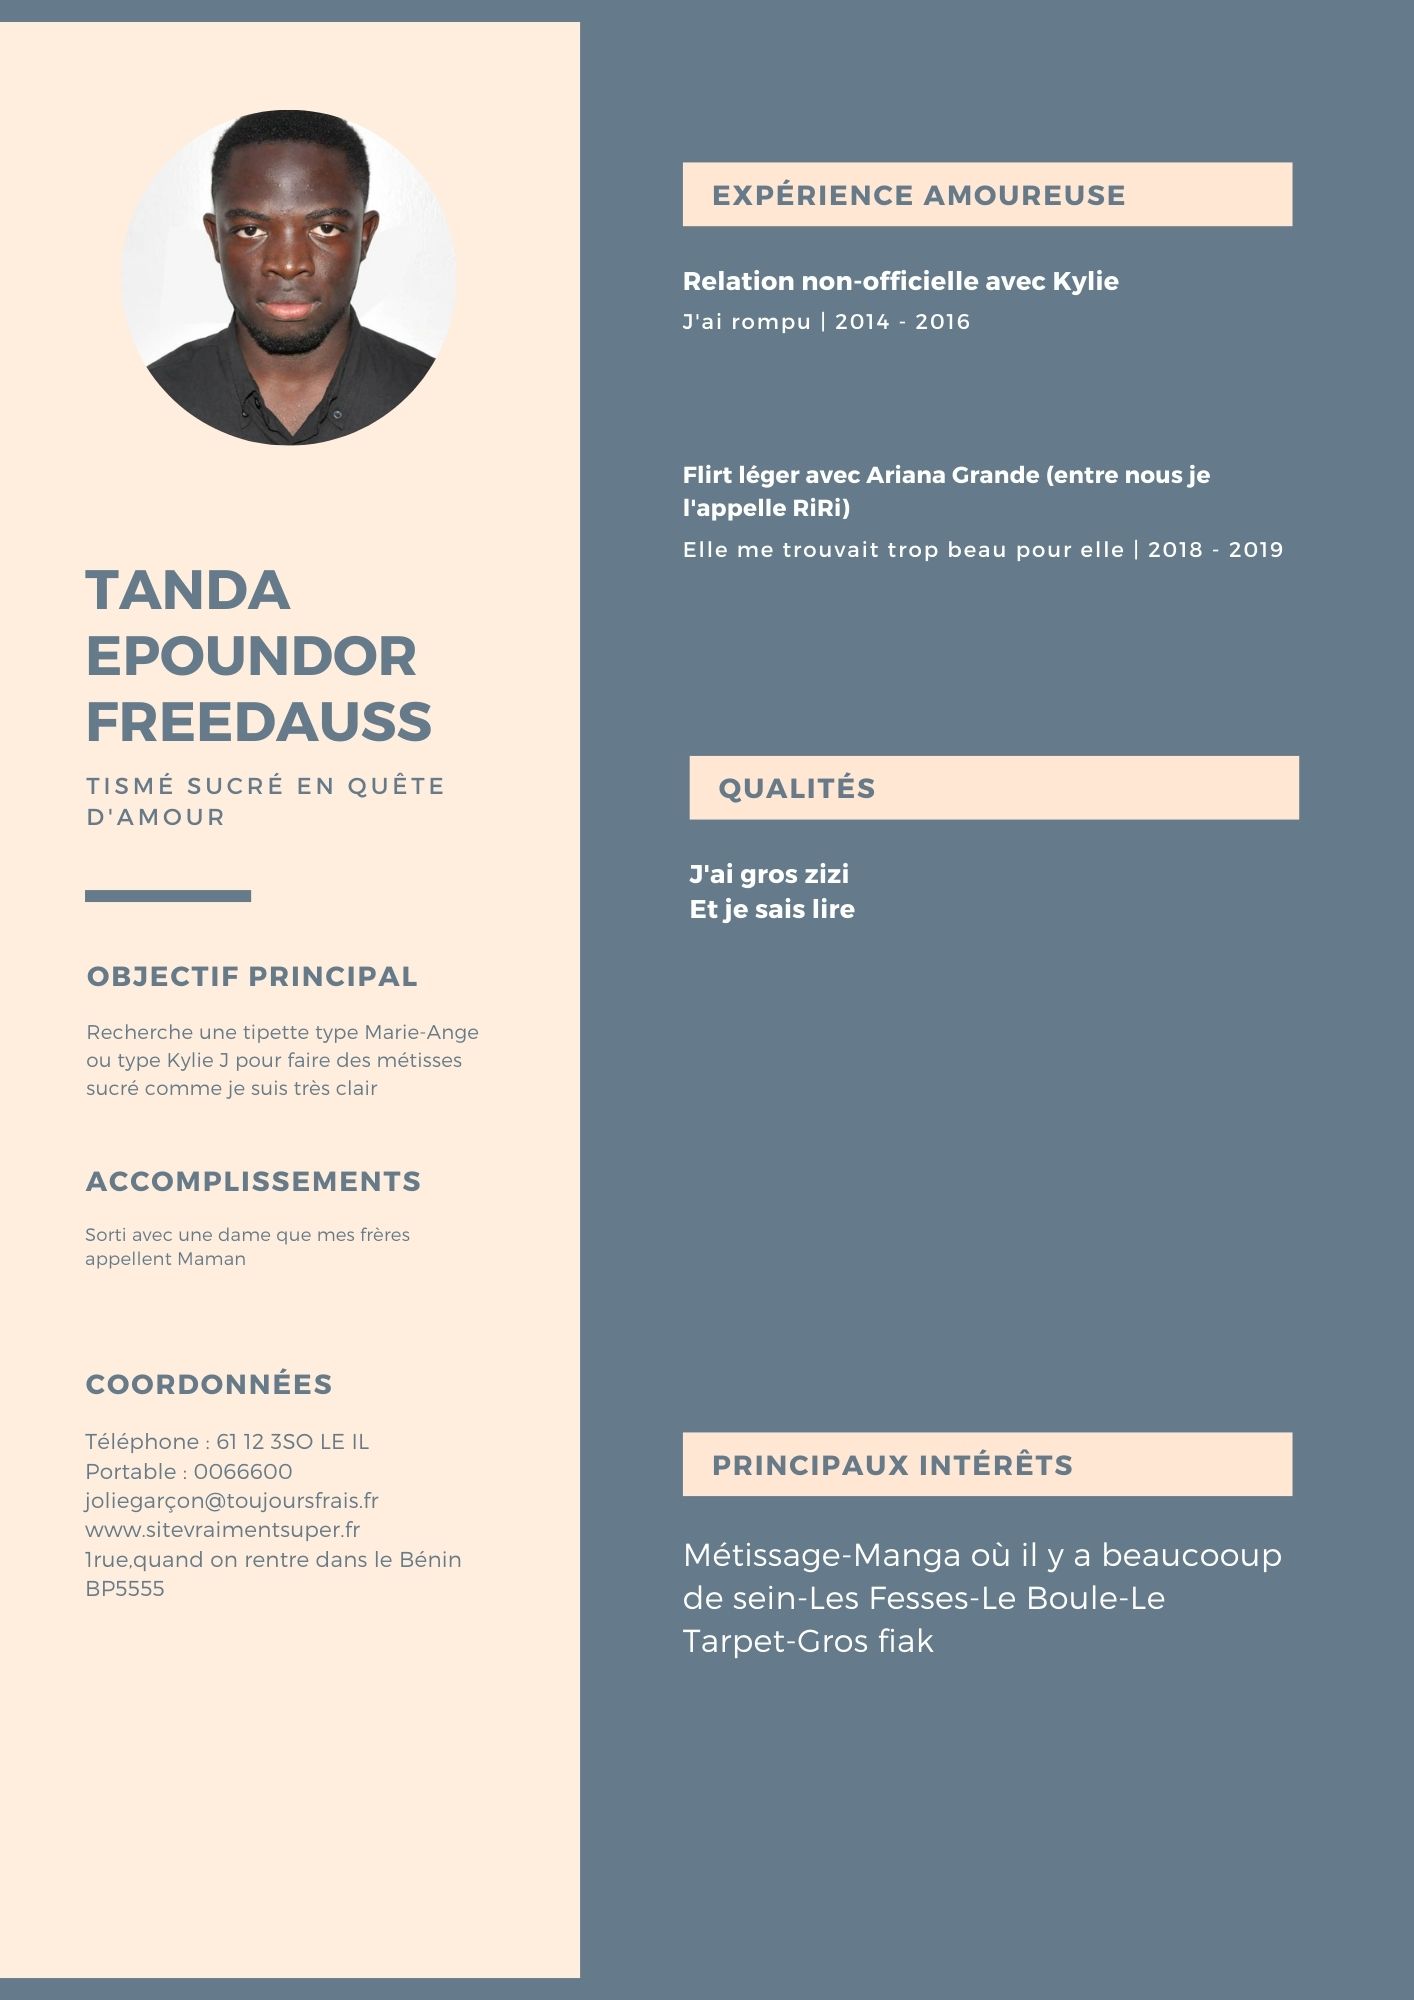 TANDA
EPOUNDOR
FREEDAUSS
TISMÉ SUCRÉ EN QUÊTE
D'AMOUR
OBJECTIF PRINCIPAL
Recherche une tipette type Marie-Ange
ou type Kylie J pour faire des métisses
sucré comme je suis très clair
ACCOMPLISSEMENTS
Sorti avec une dame que mes frères
appellent Maman
COORDONNÉES
Téléphone : 61 12 3SO LE IL
Portable : 0066600
joliegarçon@toujoursfrais.fr
www.sitevraimentsuper.fr
1rue,quand on rentre dans le Bénin
BP5555
EXPÉRIENCE AMOUREUSE
Relation non-officielle avec Kylie
J'ai rompu | 2014 - 2016
Flirt léger avec Ariana Grande (entre nous je
l'appelle RiRi)
Elle me trouvait trop beau pour elle | 2018 - 2019
QUALITÉS
J'ai gros zizi
Et je sais lire
PRINCIPAUX INTÉRÊTS
Métissage-Manga où il y a beaucooup
de sein-Les Fesses-Le Boule-Le
Tarpet-Gros fiak